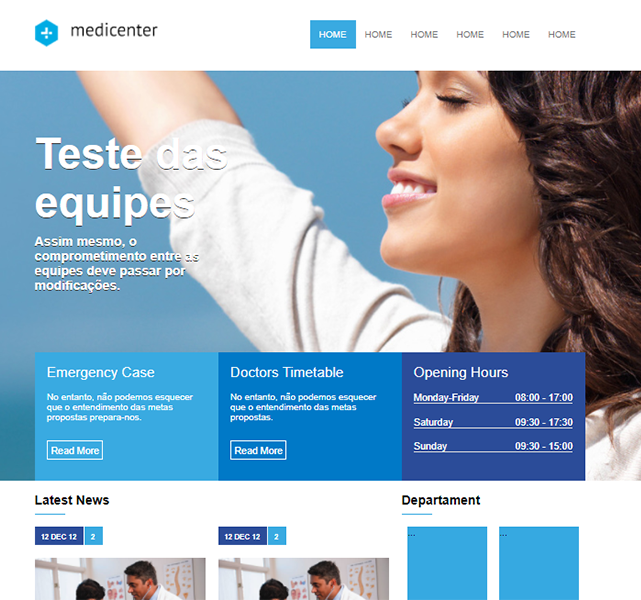 medicenter
HOME HOME HOME HOME HOME HOME
Teste das
equipes
Assim mesmo, o
comprometimento entre as
equipes deve passar por
modificações.
Emergency Case
No entanto, não podemos esquecer
que o entendimento das metas
propostas prepara-nos.
Read More
Doctors Timetable
No entanto, não podemos esquecer
que o entendimento das metas
propostas prepara-nos.
Read More
Opening Hours
Monday-Friday 08:00 - 17:00
Saturday 09:30 - 17:30
Sunday 09:30 - 15:00
Latest News
12 DEC 12 2
12 DEC 12 2
Departament
... ...